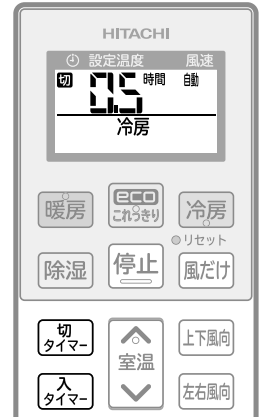 HITACHI
設定温度 風速
切 0.5 時間 自動
冷房
暖房 eco これっきり 冷房
リセット
除湿 停止 風だけ
切タイマー 上下風向
室温
入タイマー 左右風向